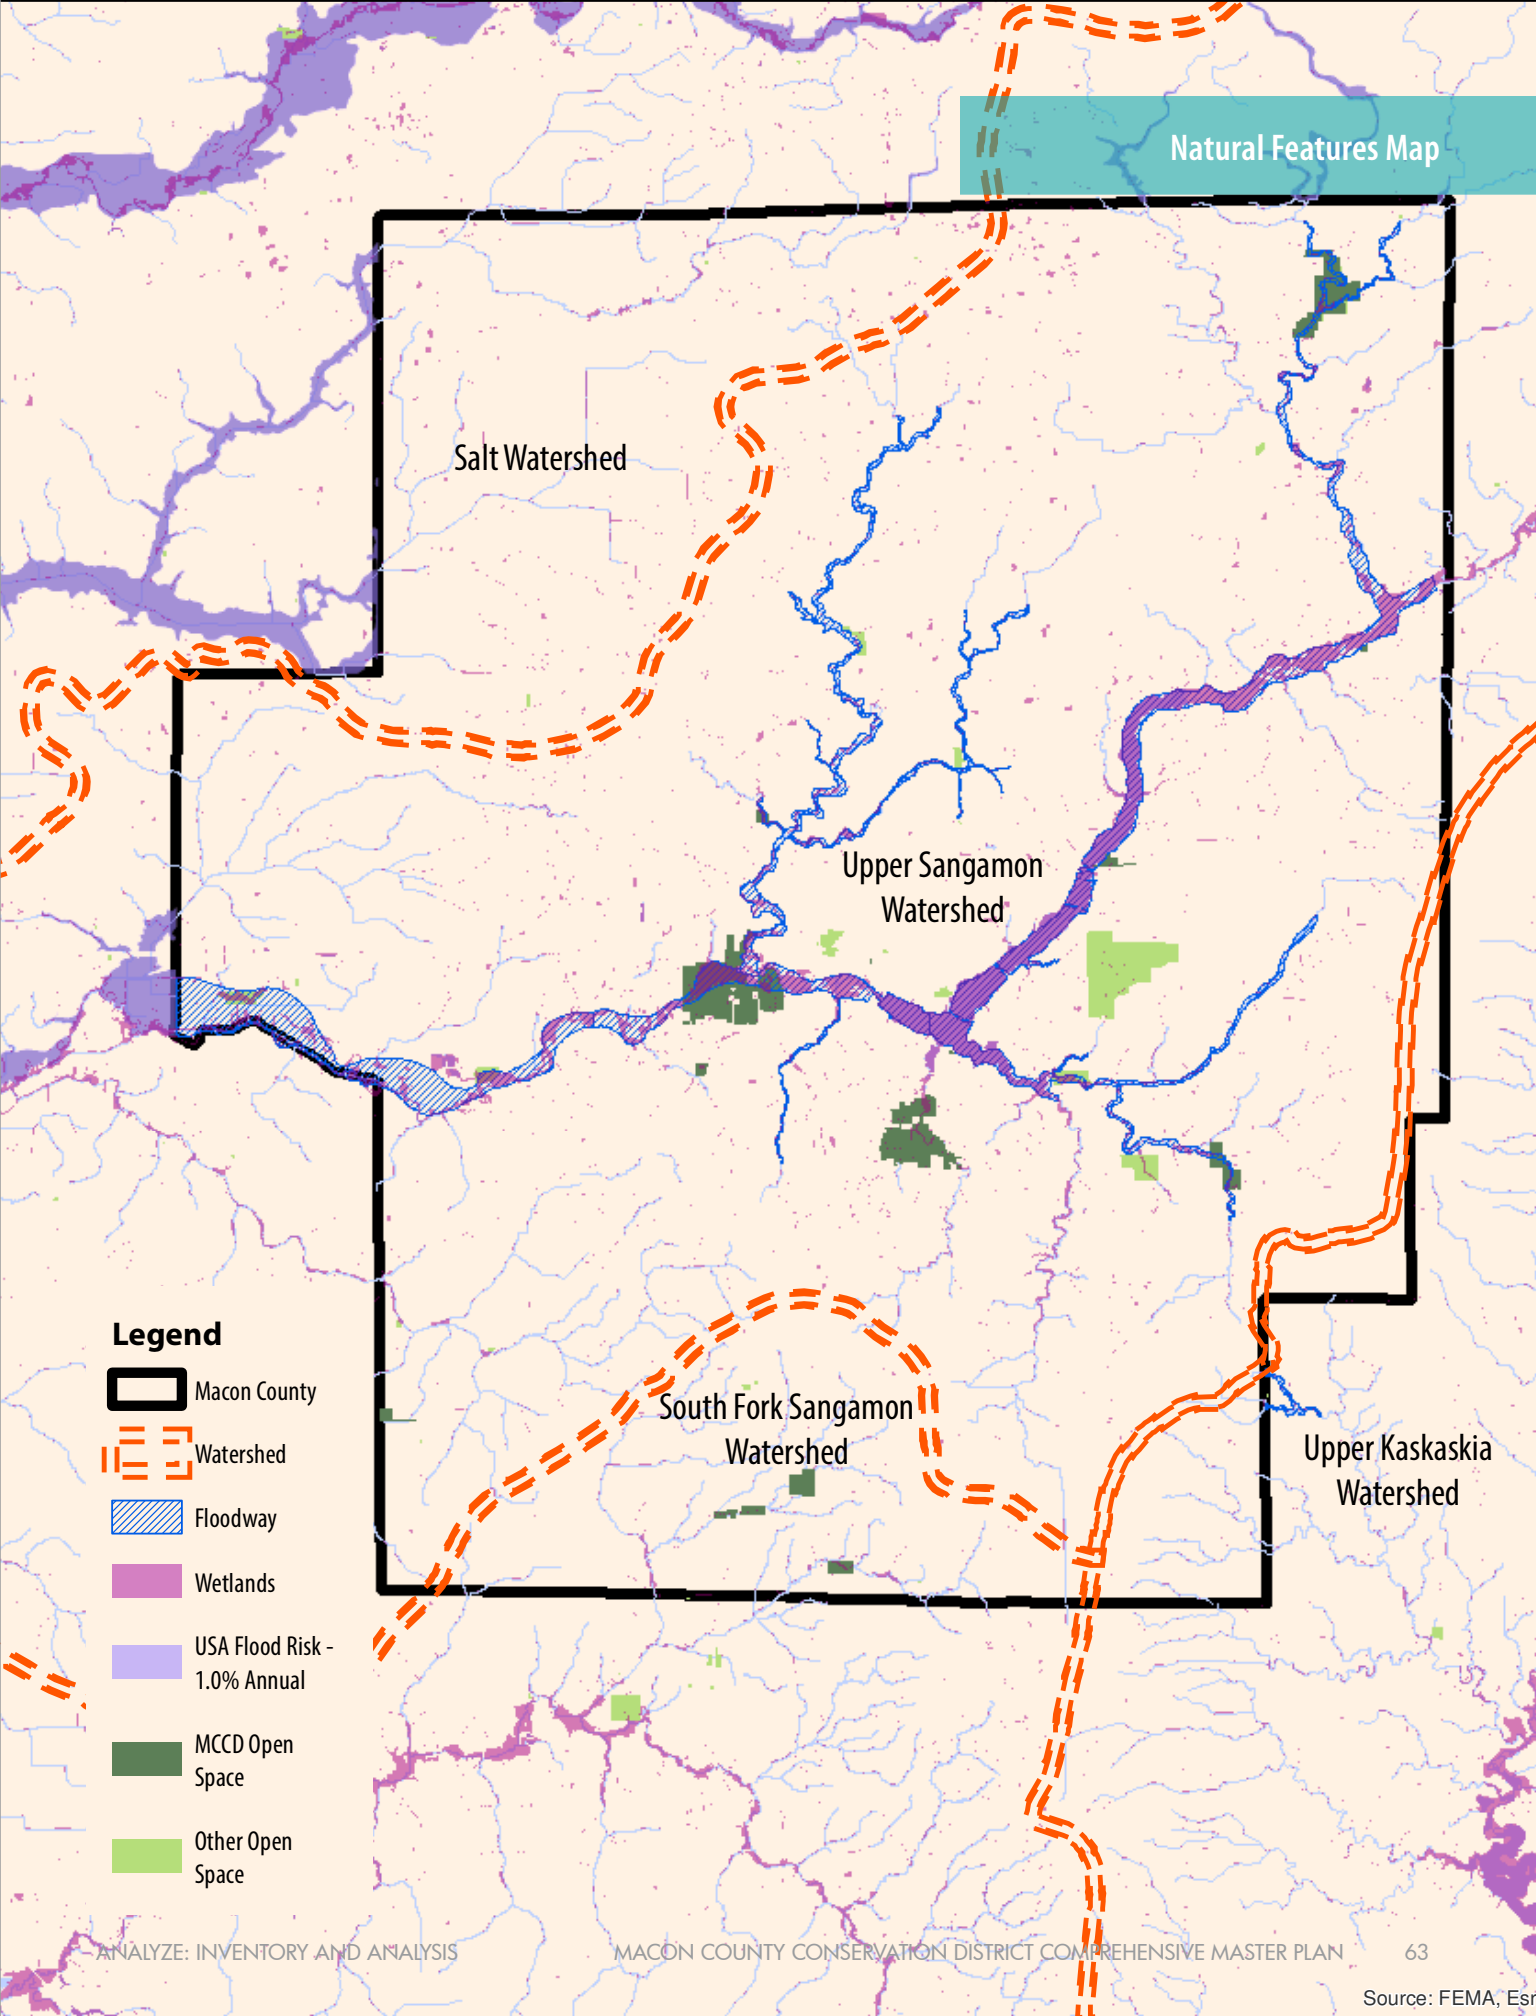 Natural Features Map
Salt Watershed
Upper Sangamon
Watershed
South Fork Sangamon
Watershed
Upper Kaskaskia
Watershed
Legend
Macon County
Watershed
Floodway
Wetlands
USA Flood Risk -
1.0% Annual
MCCD Open
Space
Other Open
Space
ANALYZE: INVENTORY AND ANALYSIS
MACON COUNTY CONSERVATION DISTRICT COMPREHENSIVE MASTER PLAN
63
Source: FEMA, Esr